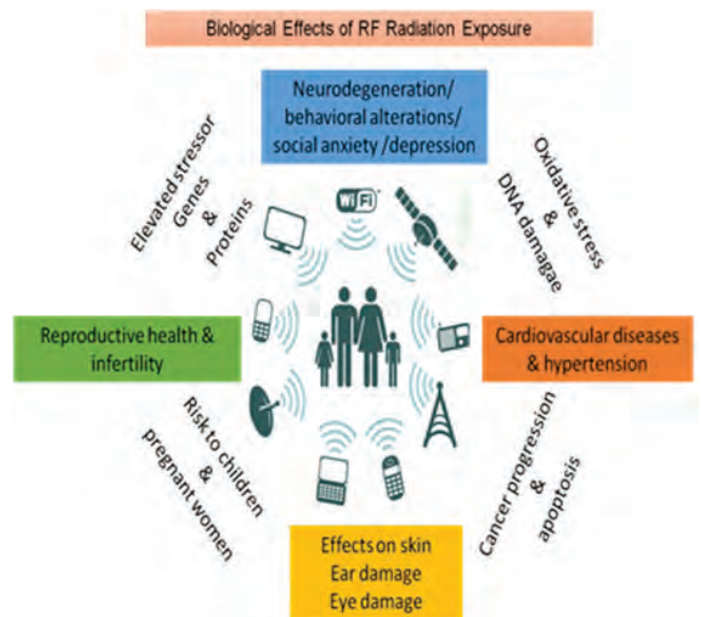 Biological Effects of RF Radiation Exposure
Neurodegeneration/
behavioral alterations/
social anxiety /depression
Elevated stressor
Genes
&
Proteins
Oxidative stress
&
DNA damagae
WiFi
Reproductive health &
infertility
Cardiovascular diseases
& hypertension
Risk to children
&
pregnant women
Cancer progression
&
apoptosis
Effects on skin
Ear damage
Eye damage